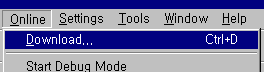 Online Settings Tools Window Help
Download... Ctrl+D
Start Debug Mode